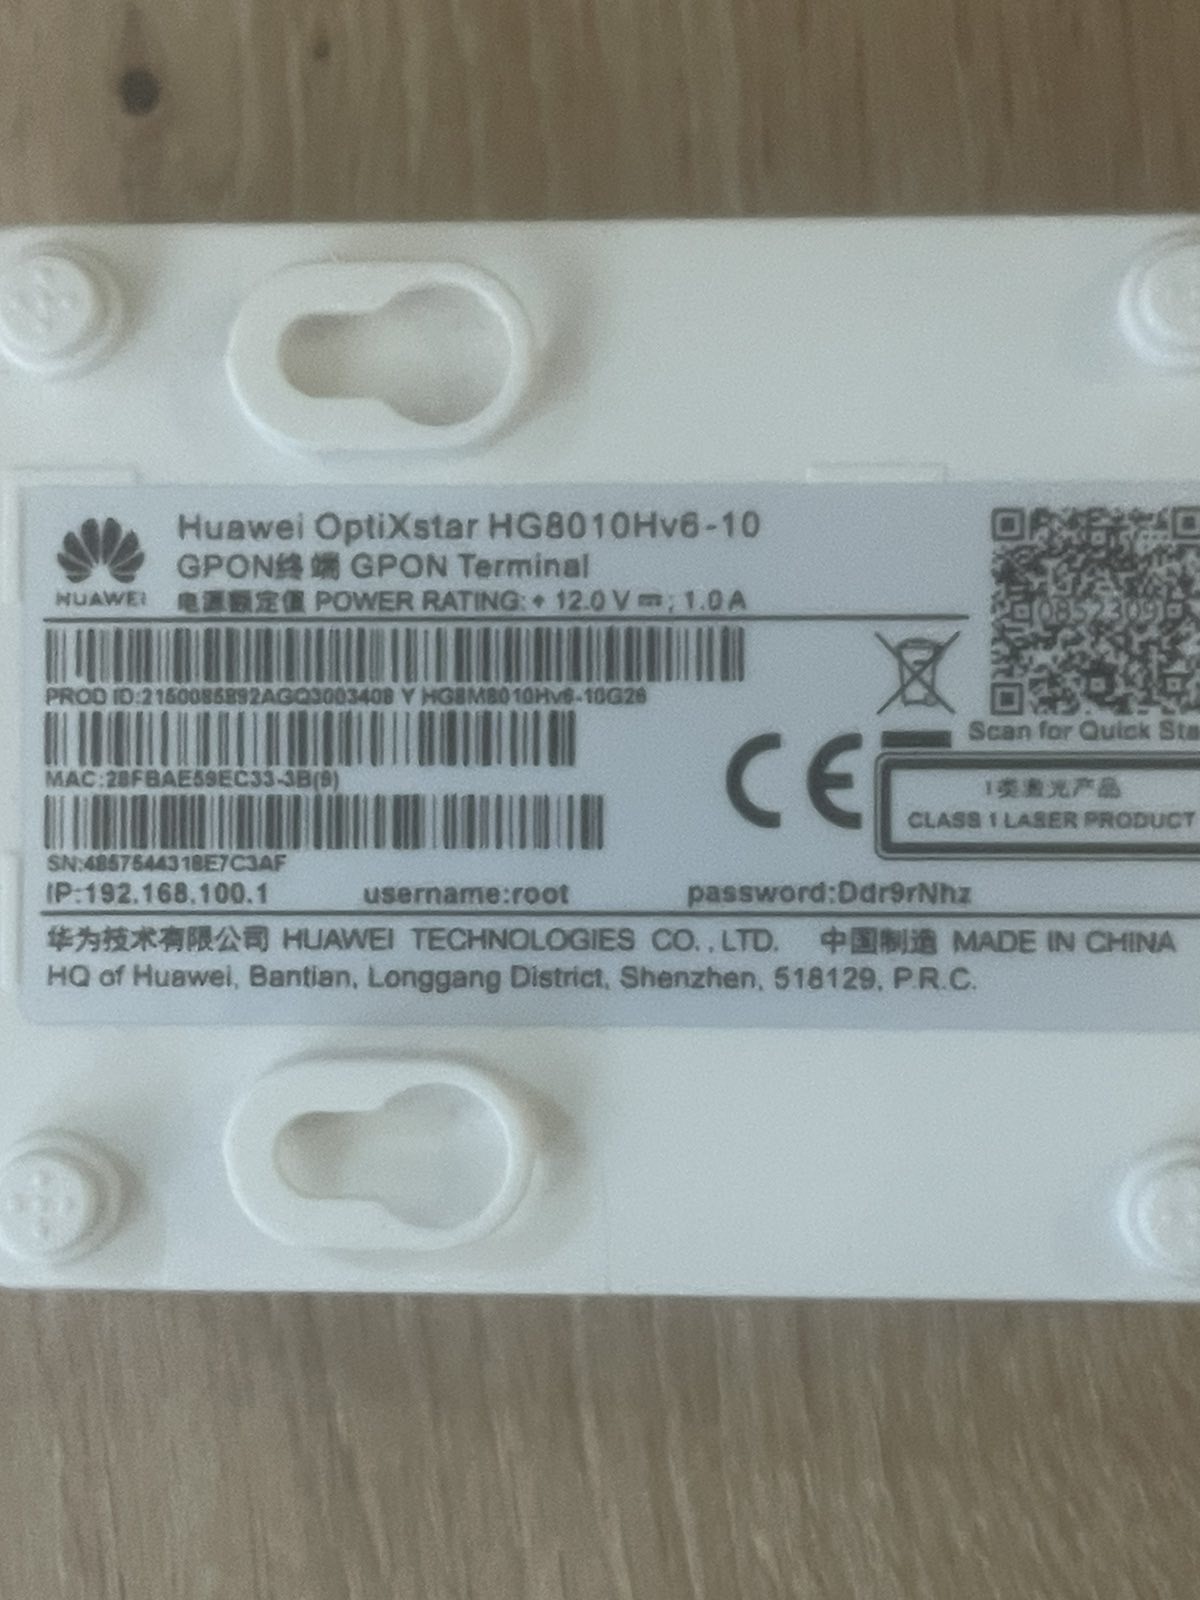 Huawei OptiXstar HG8010Hv6-10
GPON终端 GPON Terminal
HUAWEI
电源额定值 POWER RATING: + 12.0 V ⎓; 1.0 A
PROD ID:2150085892AGQ3003408 Y HG8M8010Hv6-10G26
MAC:28FBAE59EC33-3B(9)
SN:4857544318E7C3AF
IP:192.168.100.1 username:root password:Ddr9rNhz
Scan for Quick
CE
1类激光产品
CLASS 1 LASER PRODUCT
华为技术有限公司 HUAWEI TECHNOLOGIES CO., LTD. 中国制造 MADE IN CHINA
HQ of Huawei, Bantian, Longgang District, Shenzhen, 518129, P.R.C.